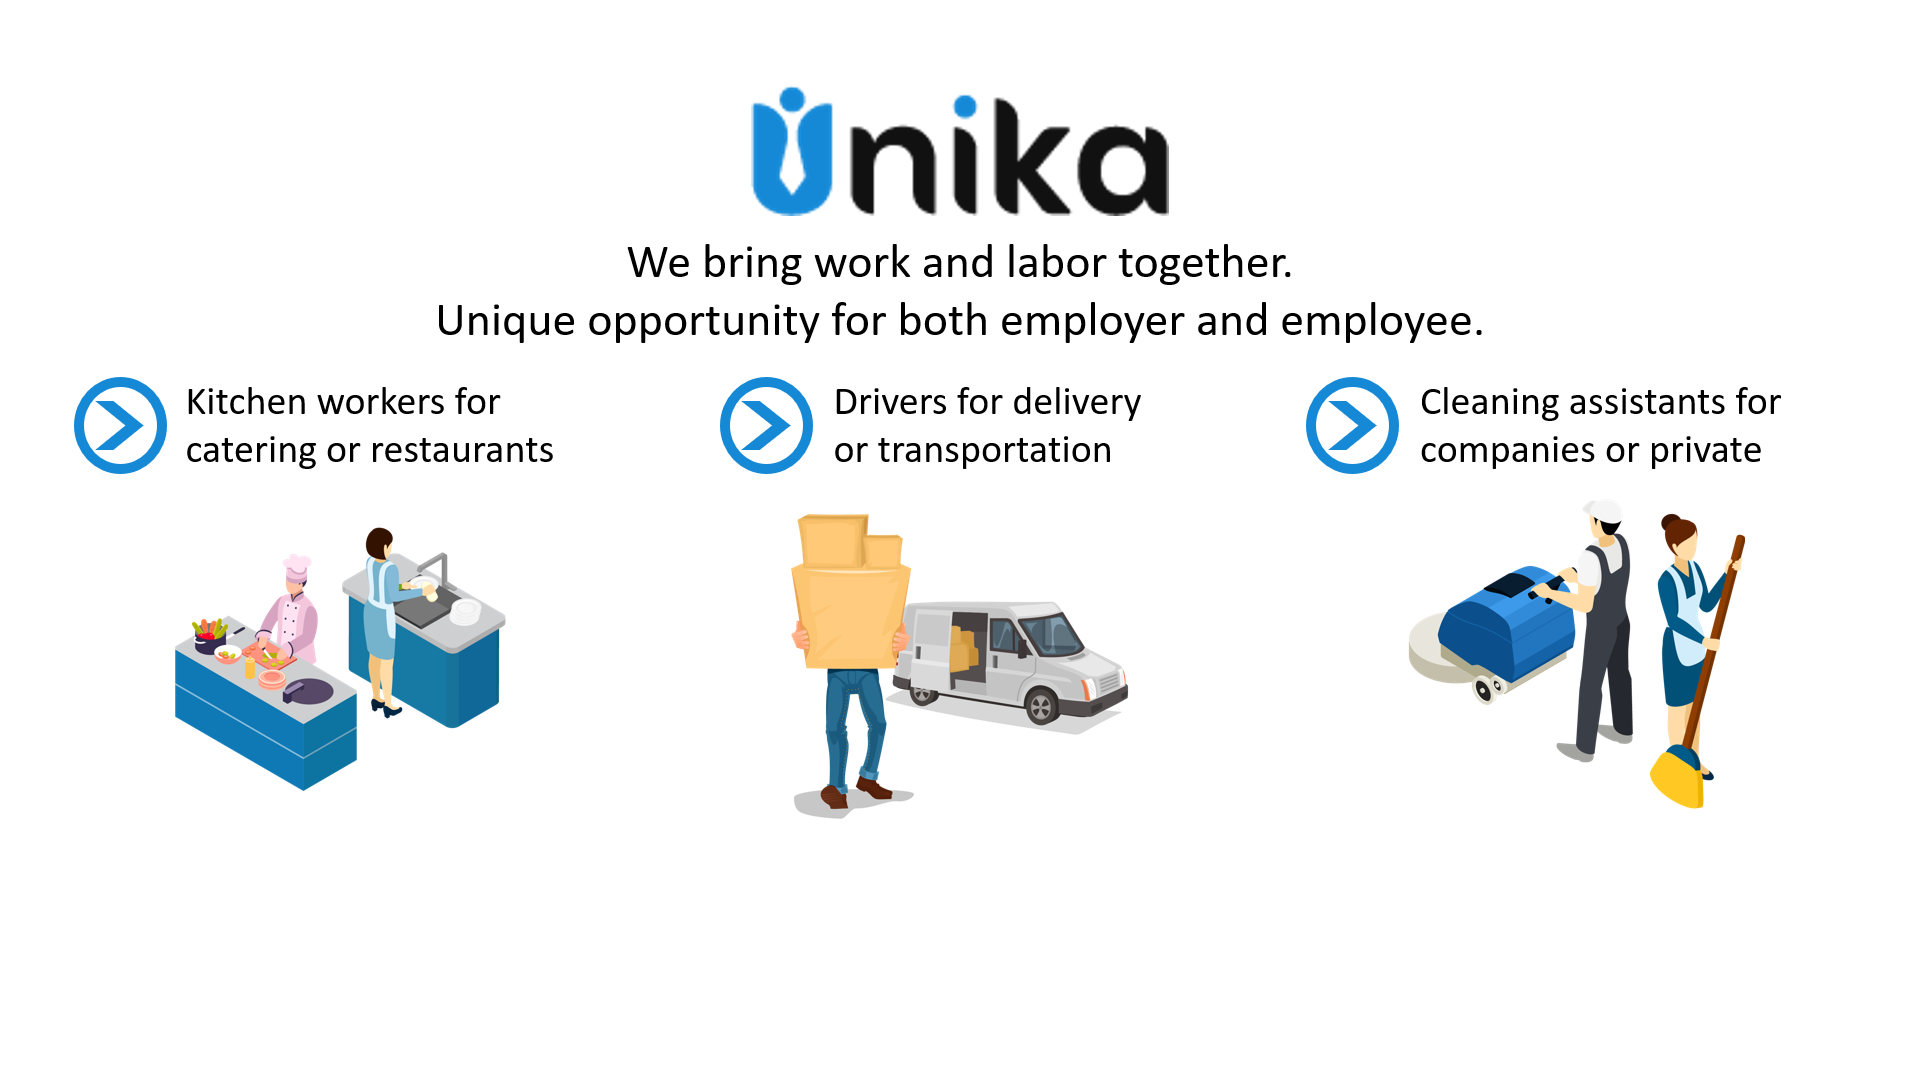 Unika
We bring work and labor together.
Unique opportunity for both employer and employee.
Kitchen workers for
catering or restaurants
Drivers for delivery
or transportation
Cleaning assistants for
companies or private